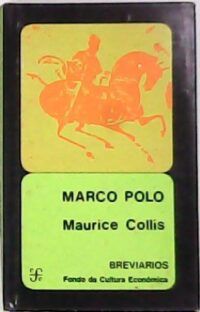 MARCO POLO
Maurice Collis
BREVIARIOS
Fondo de Cultura Económica